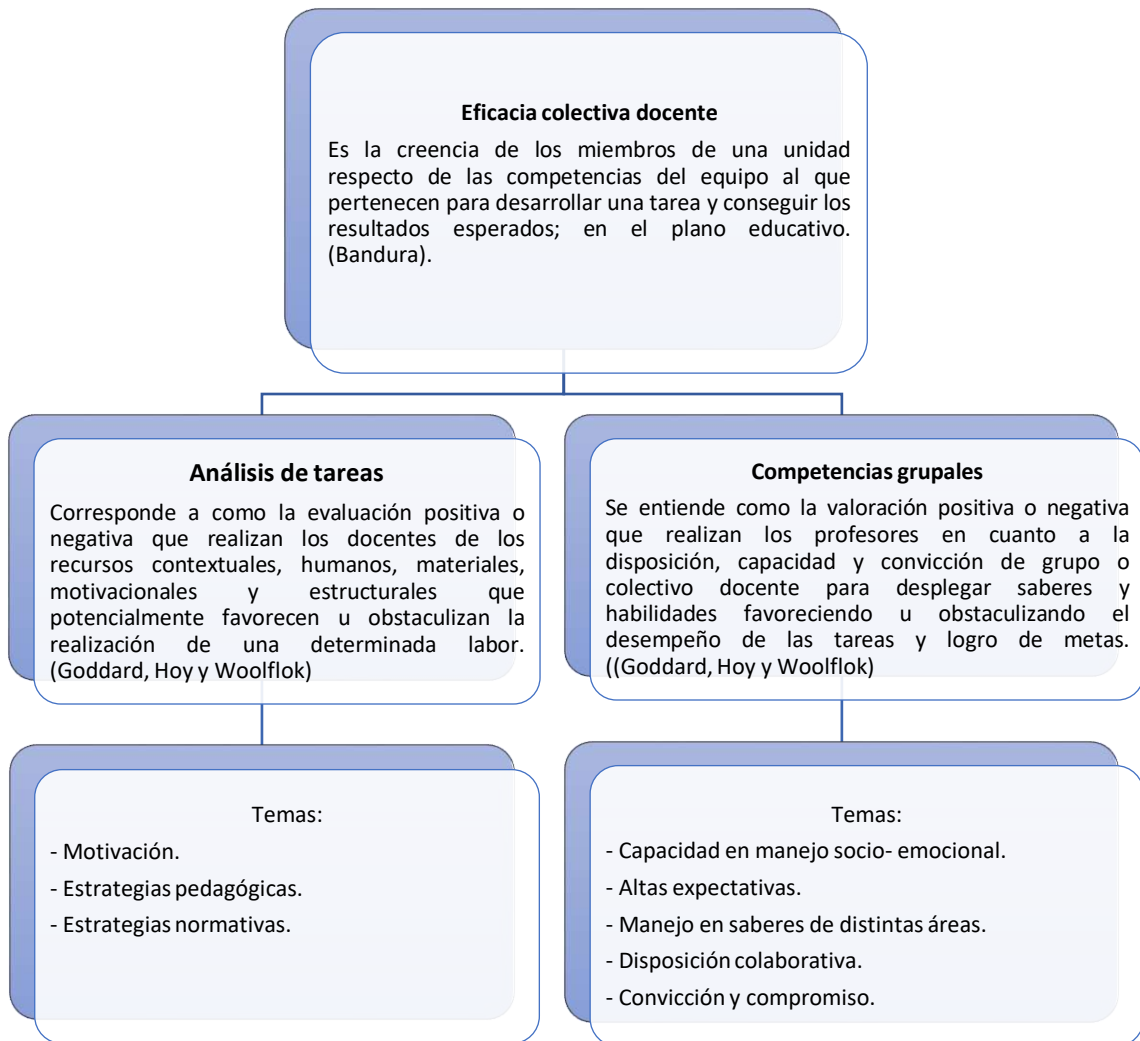 Eficacia colectiva docente
Es la creencia de los miembros de una unidad
respecto de las competencias del equipo al que
pertenecen para desarrollar una tarea y conseguir los
resultados esperados; en el plano educativo.
(Bandura).
Análisis de tareas
Corresponde a como la evaluación positiva o
negativa que realizan los docentes de los
recursos contextuales, humanos, materiales,
motivacionales y estructurales que
potencialmente favorecen u obstaculizan la
realización de una determinada labor.
(Goddard, Hoy y Woolflok)
Competencias grupales
Se entiende como la valoración positiva o negativa
que realizan los profesores en cuanto a la
disposición, capacidad y convicción de grupo o
colectivo docente para desplegar saberes y
habilidades favoreciendo u obstaculizando el
desempeño de las tareas y logro de metas.
((Goddard, Hoy y Woolflok)
Temas:
- Motivación.
- Estrategias pedagógicas.
- Estrategias normativas.
Temas:
- Capacidad en manejo socio- emocional.
- Altas expectativas.
- Manejo en saberes de distintas áreas.
- Disposición colaborativa.
- Convicción y compromiso.